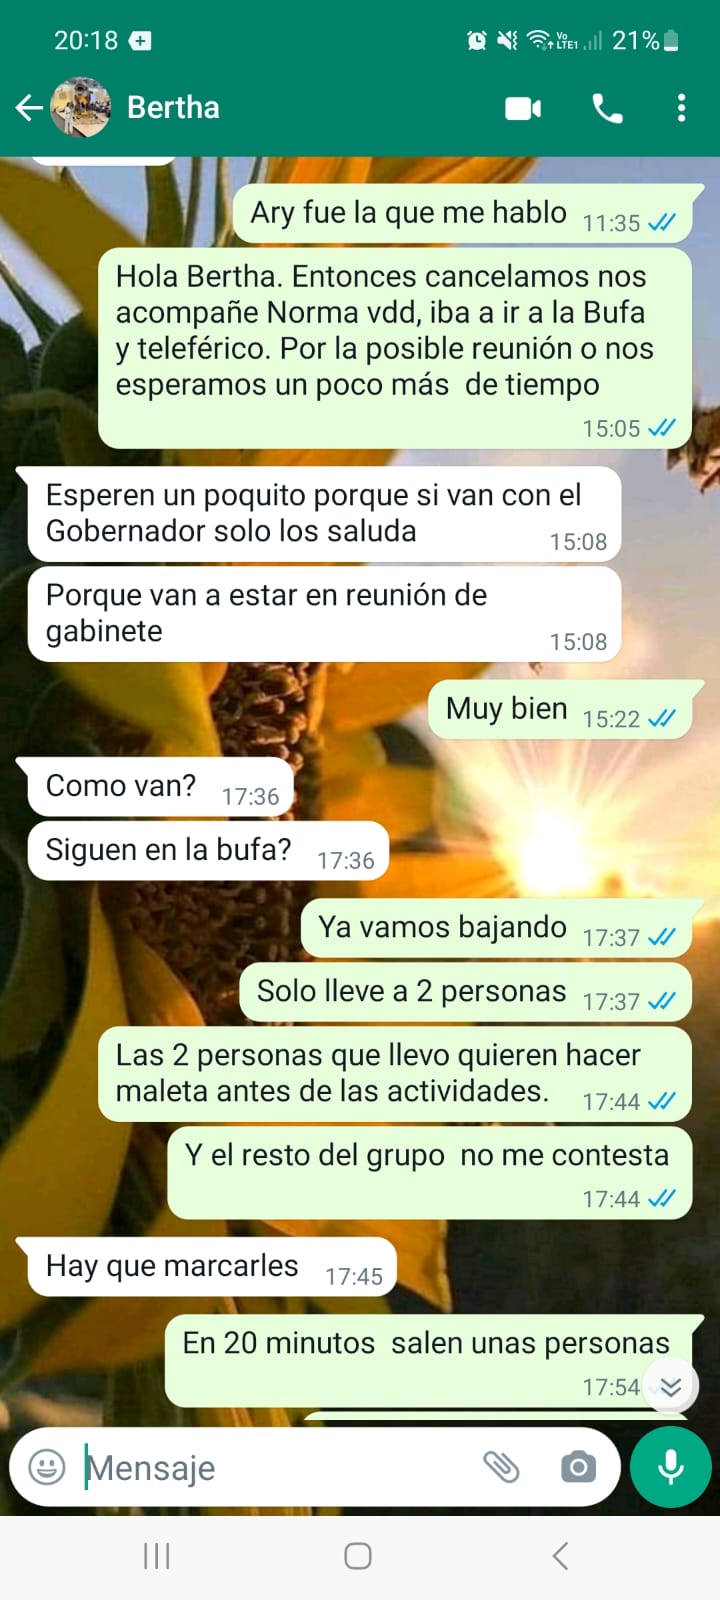 20:18
Vo
LTE1
21%
Bertha
Ary fue la que me hablo
11:35
Hola Bertha. Entonces cancelamos nos
acompañe Norma vdd, iba a ir a la Bufa
y teleférico. Por la posible reunión o nos
esperamos un poco más de tiempo
15:05
Esperen un poquito porque si van con el
Gobernador solo los saluda
15:08
Porque van a estar en reunión de
gabinete
15:08
Muy bien
15:22
Como van?
17:36
Siguen en la bufa?
17:36
Ya vamos bajando
17:37
Solo lleve a 2 personas
17:37
Las 2 personas que llevo quieren hacer
maleta antes de las actividades.
17:44
Y el resto del grupo no me contesta
17:44
Hay que marcarles
17:45
En 20 minutos salen unas personas
17:54
Mensaje